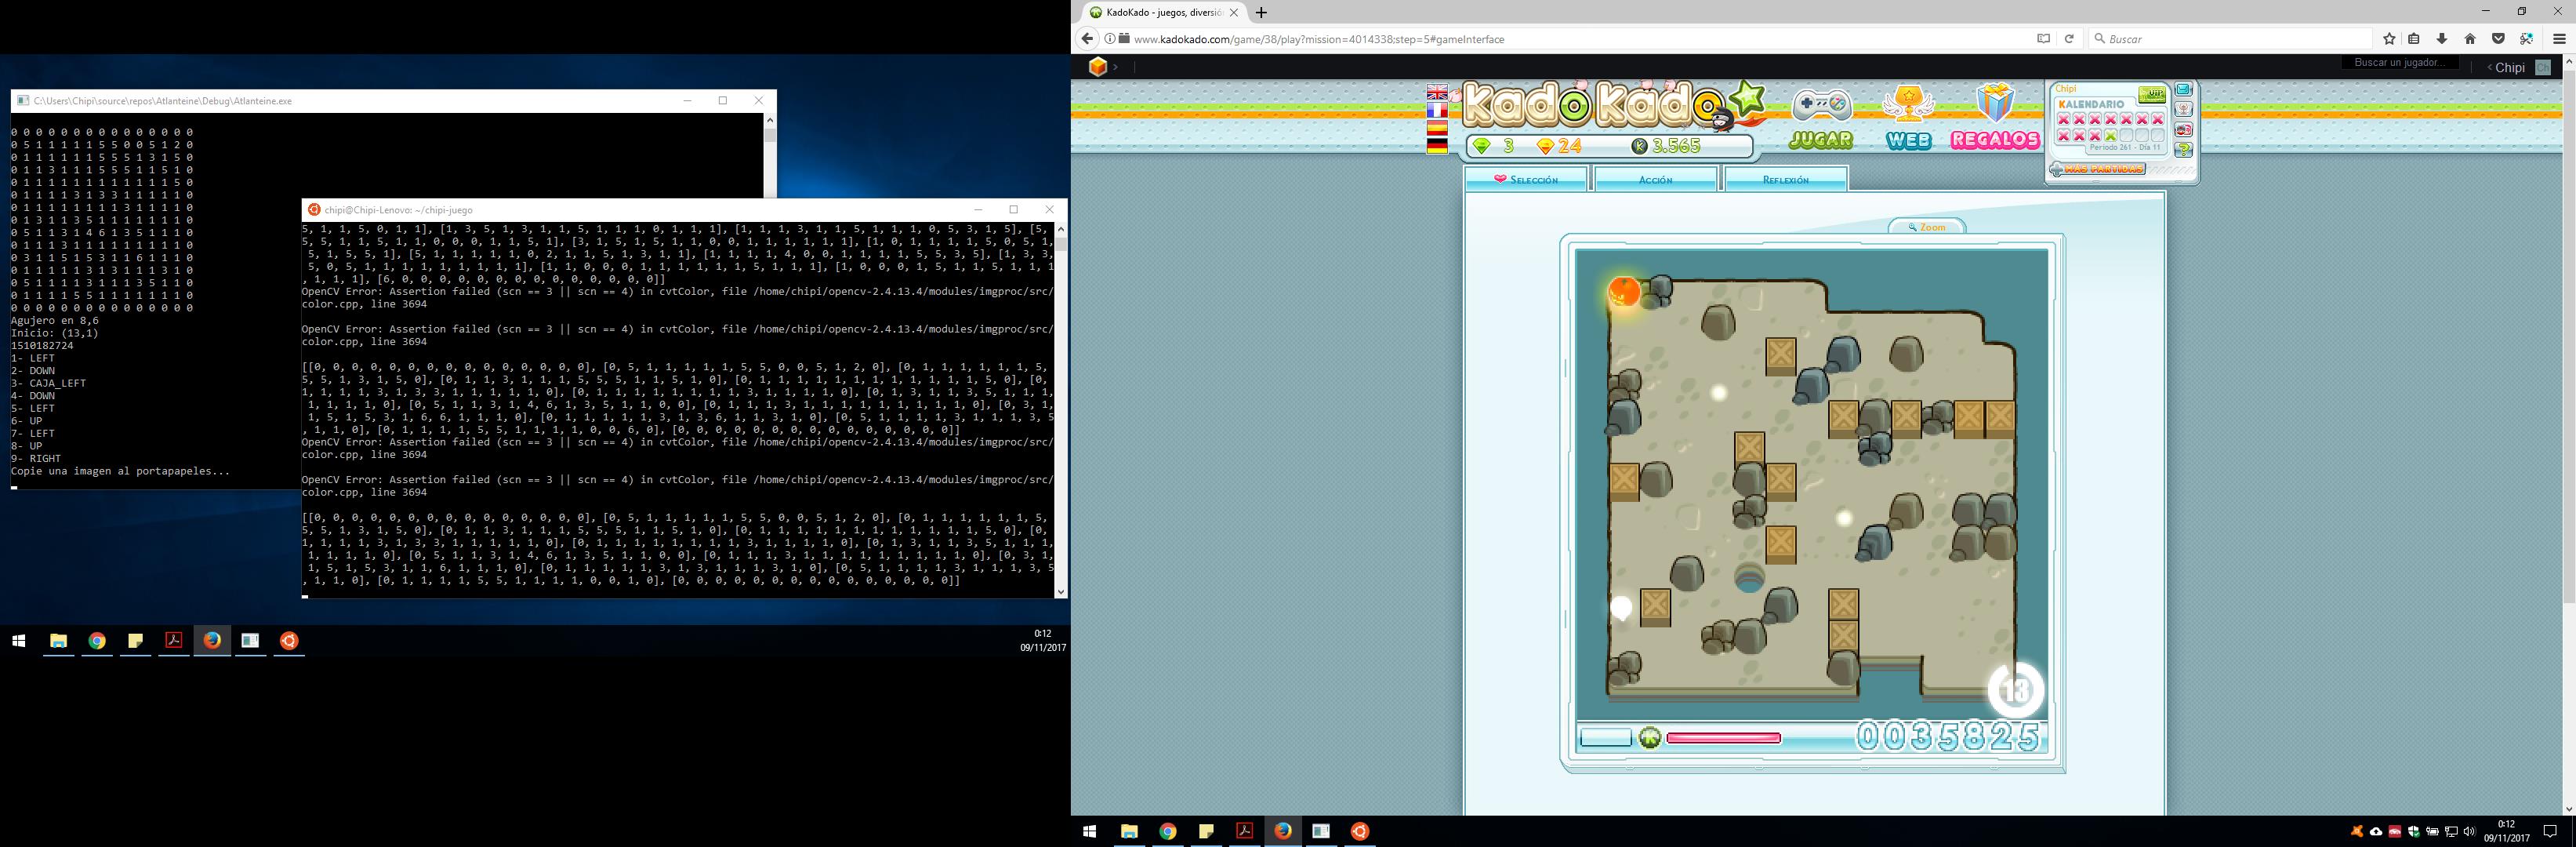 C:\Users\Chipi\source\repos\Atlanteine\Debug\Atlanteine.exe
0 0 0 0 0 0 0 0 0 0 0 0 0 0 0
0 5 1 1 1 1 1 5 5 0 0 5 1 2 0
0 1 1 1 1 1 1 5 5 5 1 3 1 5 0
0 1 1 3 1 1 1 5 5 5 1 1 5 1 0
0 1 1 1 1 1 1 1 1 1 1 1 1 5 0
0 1 1 1 1 3 1 3 3 1 1 1 1 1 0
0 1 1 1 1 1 1 1 1 3 1 1 1 1 0
0 1 3 1 1 3 5 1 1 1 1 1 1 1 0
0 5 1 1 3 1 4 6 1 3 5 1 1 1 0
0 1 1 1 3 1 1 1 1 1 1 1 1 1 0
0 3 1 1 5 1 5 3 1 1 6 1 1 1 0
0 1 1 1 1 1 3 1 3 1 1 1 3 1 0
0 5 1 1 1 1 3 1 1 1 3 5 1 1 0
0 1 1 1 1 5 5 1 1 1 1 1 1 1 0
0 0 0 0 0 0 0 0 0 0 0 0 0 0 0
Agujero en 8,6
Inicio: (13,1)
1510182724
1- LEFT
2- DOWN
3- CAJA_LEFT
4- DOWN
5- LEFT
6- UP
7- LEFT
8- UP
9- RIGHT
Copie una imagen al portapapeles...
chipi@Chipi-Lenovo: ~/chipi-juego
5, 1, 1, 5, 0, 1, 1], [1, 3, 5, 1, 3, 1, 1, 5, 1, 1, 1, 0, 1, 1, 1], [1, 1, 1, 3, 1, 1, 5, 1, 1, 1, 0, 5, 3, 1, 5], [5,
5, 5, 1, 1, 5, 1, 1, 0, 0, 0, 1, 1, 5, 1], [3, 1, 5, 1, 5, 1, 1, 0, 0, 1, 1, 1, 1, 1, 1], [1, 0, 1, 1, 1, 1, 5, 0, 5, 1,
5, 1, 5, 5, 1], [5, 1, 1, 1, 1, 1, 0, 2, 1, 1, 5, 1, 3, 1, 1], [1, 1, 1, 1, 4, 0, 0, 1, 1, 1, 1, 5, 5, 3, 5], [1, 3, 3,
5, 0, 5, 1, 1, 1, 1, 1, 1, 1, 1, 1], [1, 1, 0, 0, 0, 1, 1, 1, 1, 1, 1, 5, 1, 1, 1], [1, 0, 0, 0, 1, 5, 1, 1, 5, 1, 1, 1
, 1, 1, 1], [6, 0, 0, 0, 0, 0, 0, 0, 0, 0, 0, 0, 0, 0, 0]]
OpenCV Error: Assertion failed (scn == 3 || scn == 4) in cvtColor, file /home/chipi/opencv-2.4.13.4/modules/imgproc/src/
color.cpp, line 3694
OpenCV Error: Assertion failed (scn == 3 || scn == 4) in cvtColor, file /home/chipi/opencv-2.4.13.4/modules/imgproc/src/
color.cpp, line 3694
[[0, 0, 0, 0, 0, 0, 0, 0, 0, 0, 0, 0, 0, 0, 0], [0, 5, 1, 1, 1, 1, 1, 5, 5, 0, 0, 5, 1, 2, 0], [0, 1, 1, 1, 1, 1, 1, 5,
5, 5, 1, 3, 1, 5, 0], [0, 1, 1, 3, 1, 1, 1, 5, 5, 5, 1, 1, 5, 1, 0], [0, 1, 1, 1, 1, 1, 1, 1, 1, 1, 1, 1, 1, 5, 0], [0,
1, 1, 1, 1, 3, 1, 3, 3, 1, 1, 1, 1, 1, 0], [0, 1, 1, 1, 1, 1, 1, 1, 1, 3, 1, 1, 1, 1, 0], [0, 1, 3, 1, 1, 3, 5, 1, 1, 1,
1, 1, 1, 1, 0], [0, 5, 1, 1, 3, 1, 4, 6, 1, 3, 5, 1, 1, 0, 0], [0, 1, 1, 1, 3, 1, 1, 1, 1, 1, 1, 1, 1, 1, 0], [0, 3, 1,
1, 5, 1, 5, 3, 1, 6, 6, 1, 1, 1, 0], [0, 1, 1, 1, 1, 1, 3, 1, 3, 6, 1, 1, 3, 1, 0], [0, 5, 1, 1, 1, 1, 3, 1, 1, 1, 3, 5
, 1, 1, 0], [0, 1, 1, 1, 1, 5, 5, 1, 1, 1, 1, 0, 0, 6, 0], [0, 0, 0, 0, 0, 0, 0, 0, 0, 0, 0, 0, 0, 0, 0]]
OpenCV Error: Assertion failed (scn == 3 || scn == 4) in cvtColor, file /home/chipi/opencv-2.4.13.4/modules/imgproc/src/
color.cpp, line 3694
OpenCV Error: Assertion failed (scn == 3 || scn == 4) in cvtColor, file /home/chipi/opencv-2.4.13.4/modules/imgproc/src/
color.cpp, line 3694
[[0, 0, 0, 0, 0, 0, 0, 0, 0, 0, 0, 0, 0, 0, 0], [0, 5, 1, 1, 1, 1, 1, 5, 5, 0, 0, 5, 1, 2, 0], [0, 1, 1, 1, 1, 1, 1, 5,
5, 5, 1, 3, 1, 5, 0], [0, 1, 1, 3, 1, 1, 1, 5, 5, 5, 1, 1, 5, 1, 0], [0, 1, 1, 1, 1, 1, 1, 1, 1, 1, 1, 1, 1, 5, 0], [0,
1, 1, 1, 1, 3, 1, 3, 3, 1, 1, 1, 1, 1, 0], [0, 1, 1, 1, 1, 1, 1, 1, 1, 3, 1, 1, 1, 1, 0], [0, 1, 3, 1, 1, 3, 5, 1, 1, 1,
1, 1, 1, 1, 0], [0, 5, 1, 1, 3, 1, 4, 6, 1, 3, 5, 1, 1, 0, 0], [0, 1, 1, 1, 3, 1, 1, 1, 1, 1, 1, 1, 1, 1, 0], [0, 3, 1,
1, 5, 1, 5, 3, 1, 1, 6, 1, 1, 1, 0], [0, 1, 1, 1, 1, 1, 3, 1, 3, 1, 1, 1, 3, 1, 0], [0, 5, 1, 1, 1, 1, 3, 1, 1, 1, 3, 5
, 1, 1, 0], [0, 1, 1, 1, 1, 5, 5, 1, 1, 1, 1, 0, 0, 1, 0], [0, 0, 0, 0, 0, 0, 0, 0, 0, 0, 0, 0, 0, 0, 0]]
0:12
09/11/2017
KadoKado - juegos, diversió
www.kadokado.com/game/38/play?mission=4014338;step=5#gameInterface
Buscar
Buscar un jugador...
Chipi
Ch
KadoKado
3
24
K 3.565
JUGAR
WEB
REGALOS
Chipi
KALENDARIO
VIP
Periodo 261 - Día 11
MÁS PARTIDAS
SELECCIÓN
ACCIÓN
REFLEXIÓN
Zoom
13
K
0035825
0:12
09/11/2017